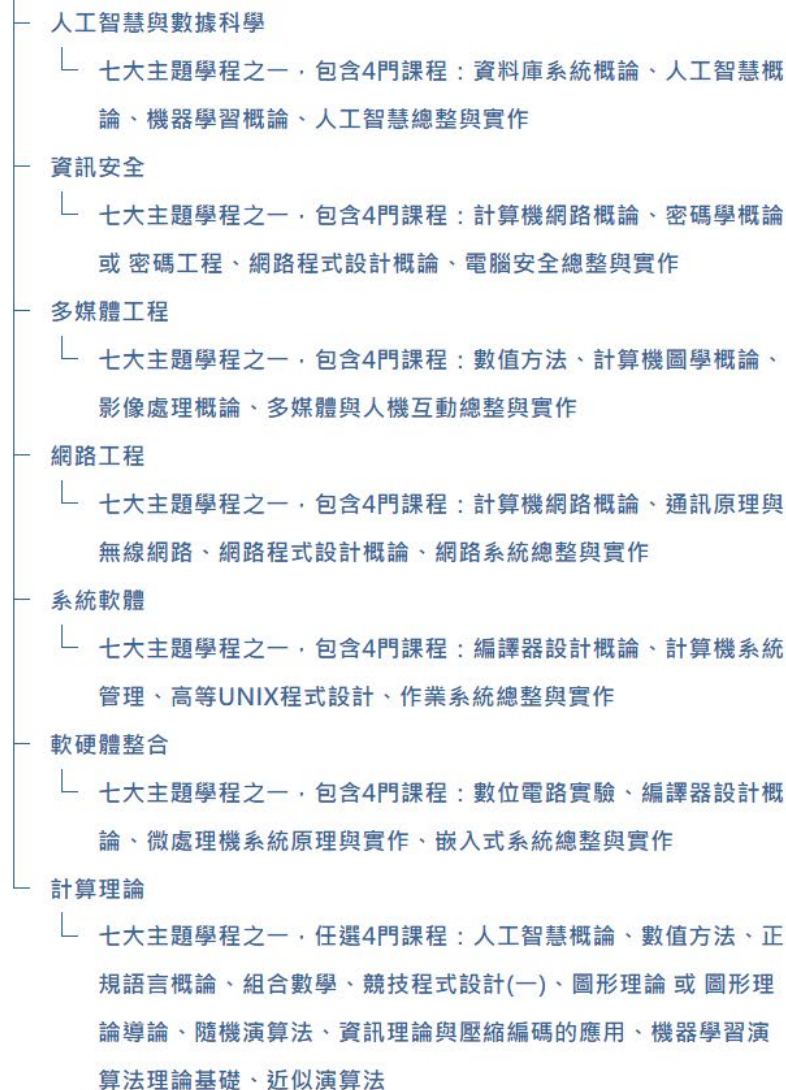 人工智慧與數據科學
七大主題學程之一，包含4門課程：資料庫系統概論、人工智慧概
論、機器學習概論、人工智慧總整與實作
資訊安全
七大主題學程之一，包含4門課程：計算機網路概論、密碼學概論
或 密碼工程、網路程式設計概論、電腦安全總整與實作
多媒體工程
七大主題學程之一，包含4門課程：數值方法、計算機圖學概論、
影像處理概論、多媒體與人機互動總整與實作
網路工程
七大主題學程之一，包含4門課程：計算機網路概論、通訊原理與
無線網路、網路程式設計概論、網路系統總整與實作
系統軟體
七大主題學程之一，包含4門課程：編譯器設計概論、計算機系統
管理、高等UNIX程式設計、作業系統總整與實作
軟硬體整合
七大主題學程之一，包含4門課程：數位電路實驗、編譯器設計概
論、微處理機系統原理與實作、嵌入式系統總整與實作
計算理論
七大主題學程之一，任選4門課程：人工智慧概論、數值方法、正
規語言概論、組合數學、競技程式設計(一)、圖形理論 或 圖形理
論導論、隨機演算法、資訊理論與壓縮編碼的應用、機器學習演
算法理論基礎、近似演算法